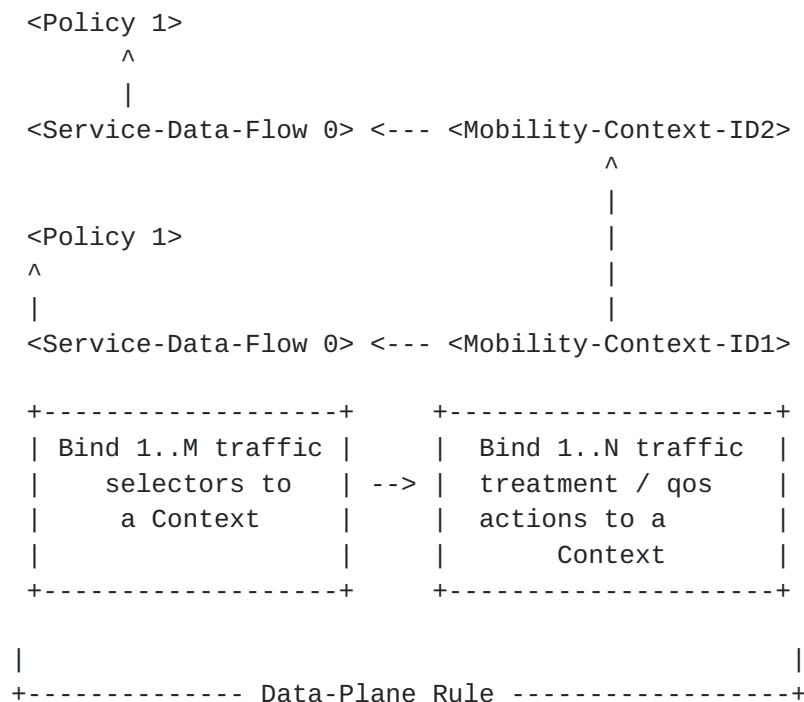 <Policy 1>
^
|
<Service-Data-Flow 0> <--- <Mobility-Context-ID2>
^
|
<Policy 1> |
^ |
| |
<Service-Data-Flow 0> <--- <Mobility-Context-ID1>
+-------------------+ +---------------------+
| Bind 1..M traffic | | Bind 1..N traffic |
| selectors to | --> | treatment / qos |
| a Context | | actions to a |
| | | Context |
+-------------------+ +---------------------+
| |
+-------------- Data-Plane Rule ------------------+